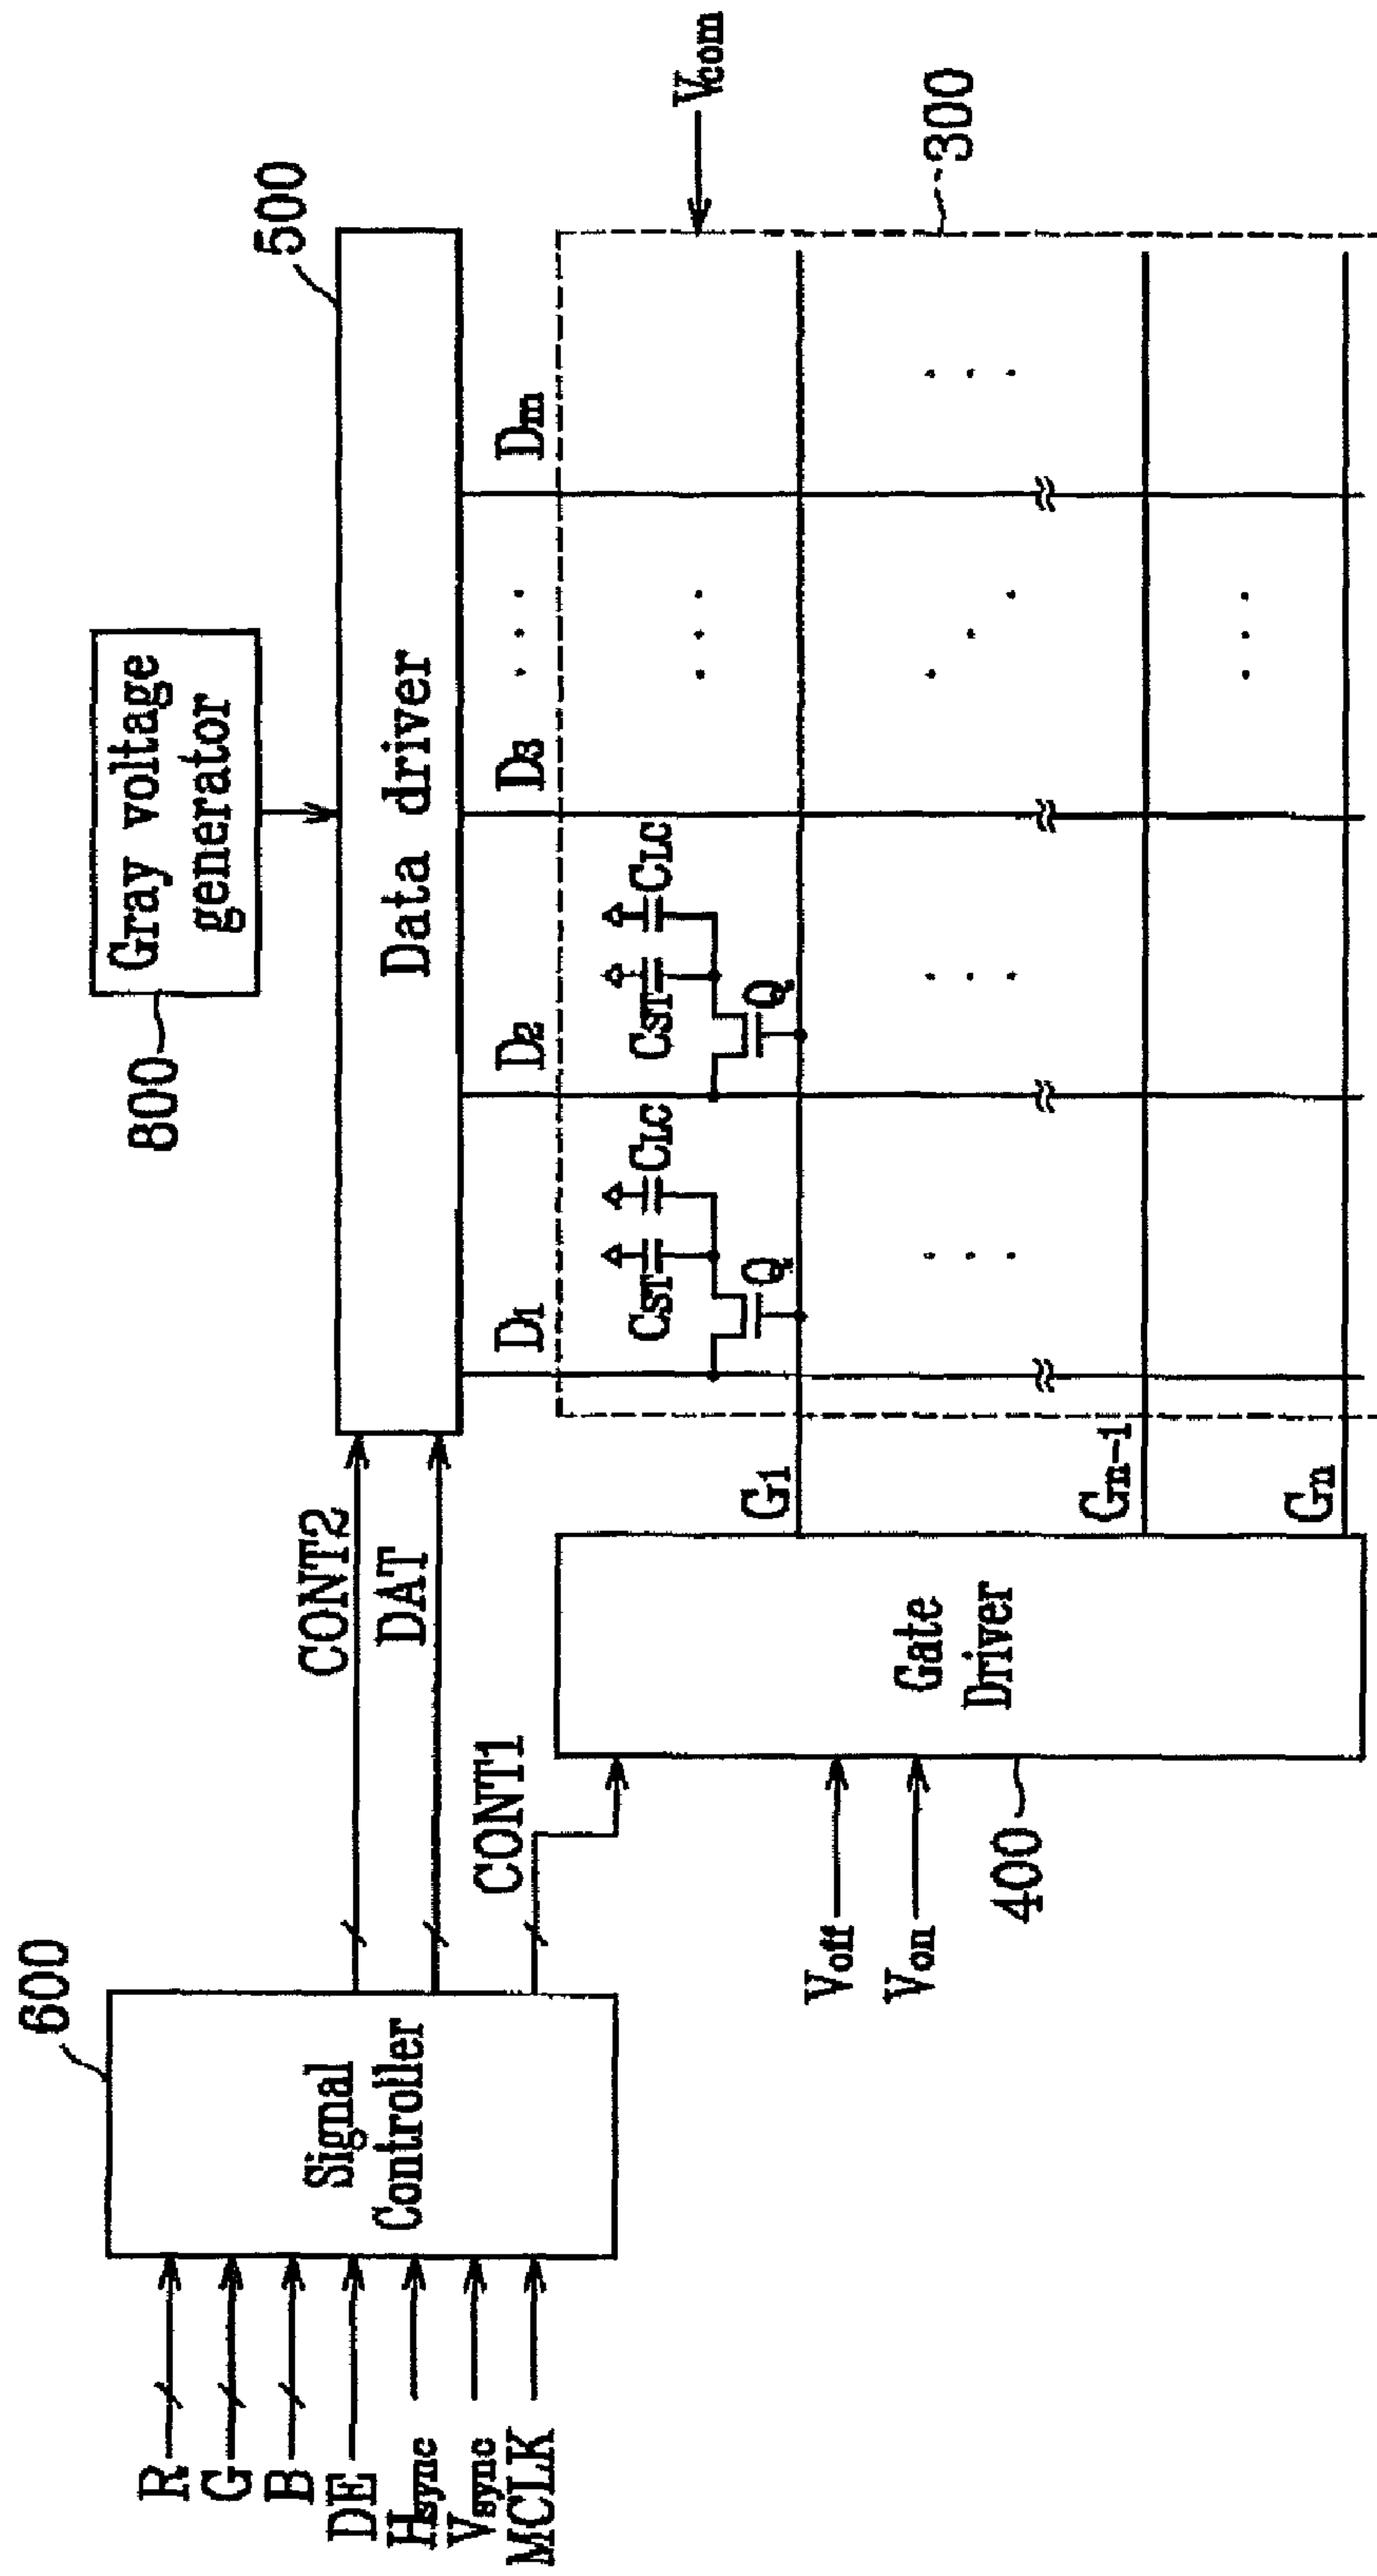 800
Gray voltage
generator
600
500
R
G
B
DE
Hsync
Vsync
MCLK
Signal
Controller
CONT2
DAT
CONT1
Data driver
D1
D2
D3
Dm
Vcom
CST
CLC
CST
CLC
Q
Q
300
G1
Gn-1
Gn
Voff
Von
Gate
Driver
400